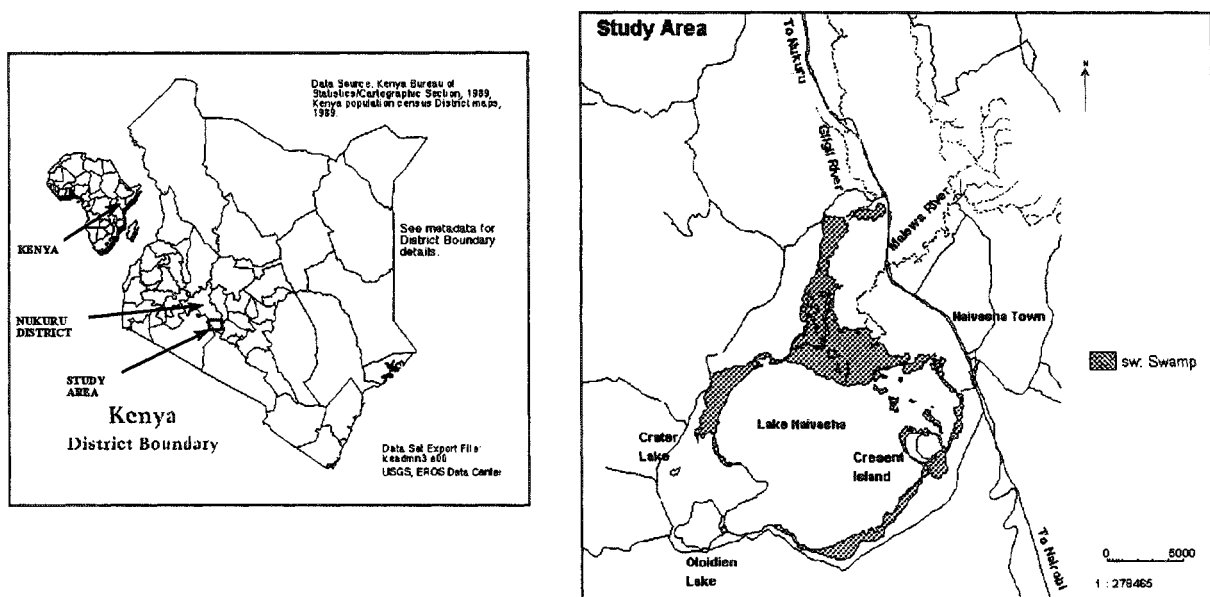 Data Source: Kenya Bureau of
Statistics/Cartographic Section, 1989,
Kenya population census District maps,
1989.
KENYA
See metadata for
District Boundary
details.
NUKURU
DISTRICT
STUDY
AREA
Kenya
District Boundary
Data Set Export File:
keadmn3.e00
USGS, EROS Data Center
Study Area
To Nukuru
N
Gilgil River
Malewa River
Naivasha Town
sw: Swamp
Lake Naivasha
Crater
Lake
Cresent
Island
Oloidien
Lake
To Nairobi
0 5000
1 : 278465